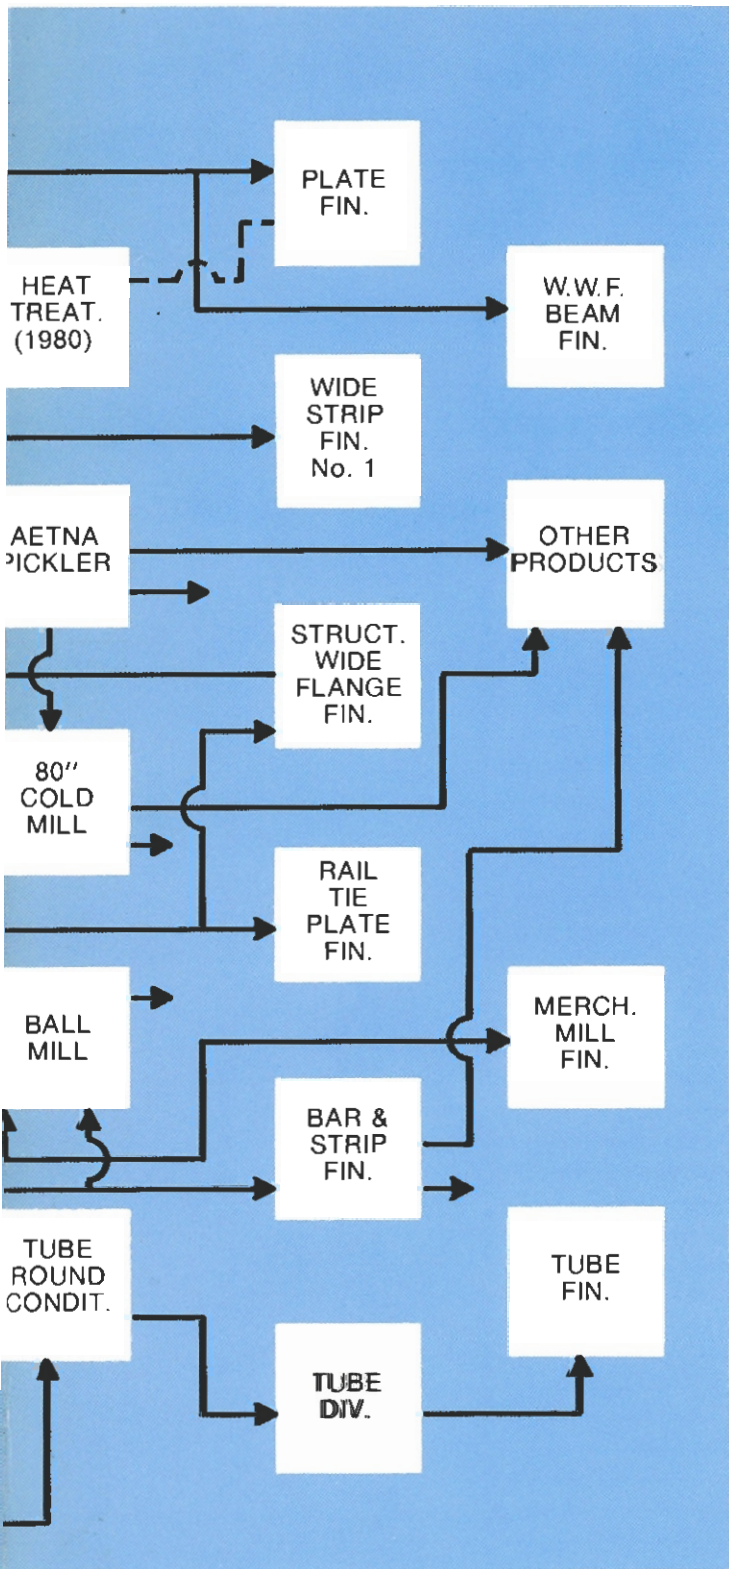 PLATE
FIN.
HEAT
TREAT.
(1980)
W.W.F.
BEAM
FIN.
WIDE
STRIP
FIN.
No. 1
AETNA
PICKLER
OTHER
PRODUCTS
STRUCT.
WIDE
FLANGE
FIN.
80"
COLD
MILL
RAIL
TIE
PLATE
FIN.
BALL
MILL
MERCH.
MILL
FIN.
BAR &
STRIP
FIN.
TUBE
ROUND
CONDIT.
TUBE
FIN.
TUBE
DIV.